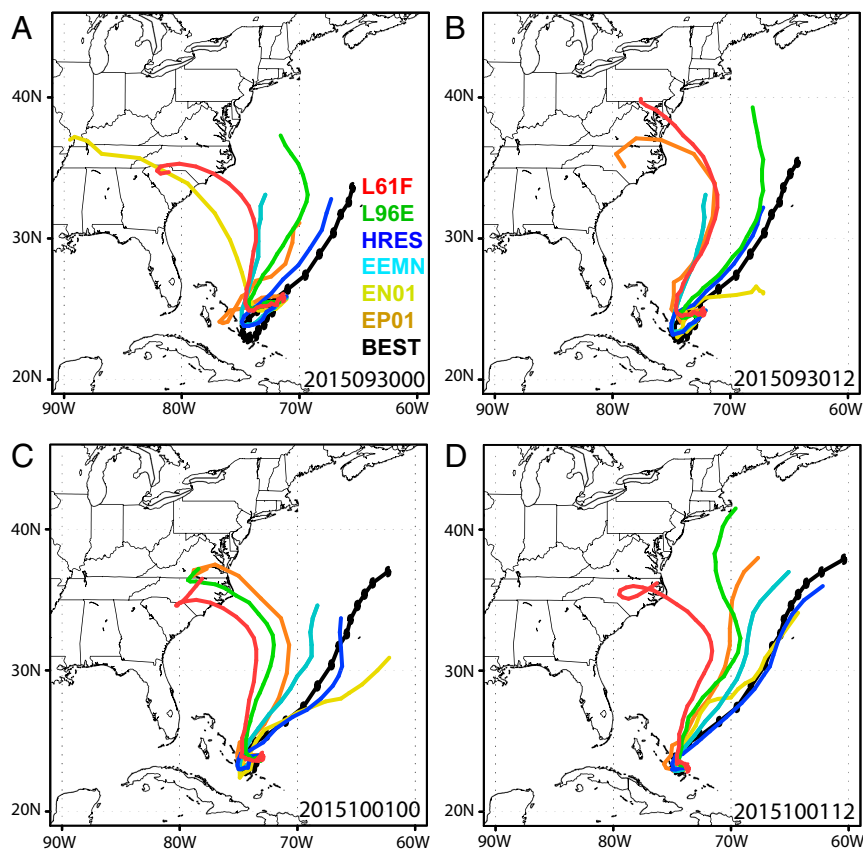 A
B
40N
40N
L61F
L96E
HRES
30N
30N
EEMN
EN01
EP01
BEST
20N
2015093000
20N
2015093012
90W 80W 70W 60W
90W 80W 70W 60W
C
D
40N
40N
30N
30N
20N
2015100100
20N
2015100112
90W 80W 70W 60W
90W 80W 70W 60W